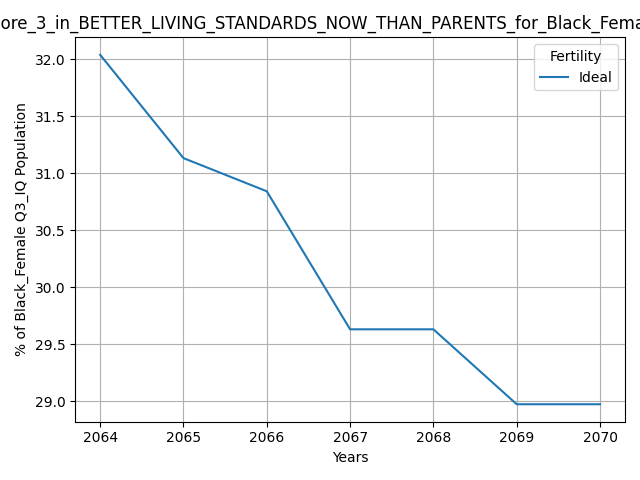 ore_3_in_BETTER_LIVING_STANDARDS_NOW_THAN_PARENTS_for_Black_Fema
Fertility
Ideal
% of Black_Female Q3_IQ Population
32.0
31.5
31.0
30.5
30.0
29.5
29.0
2064 2065 2066 2067 2068 2069 2070
Years